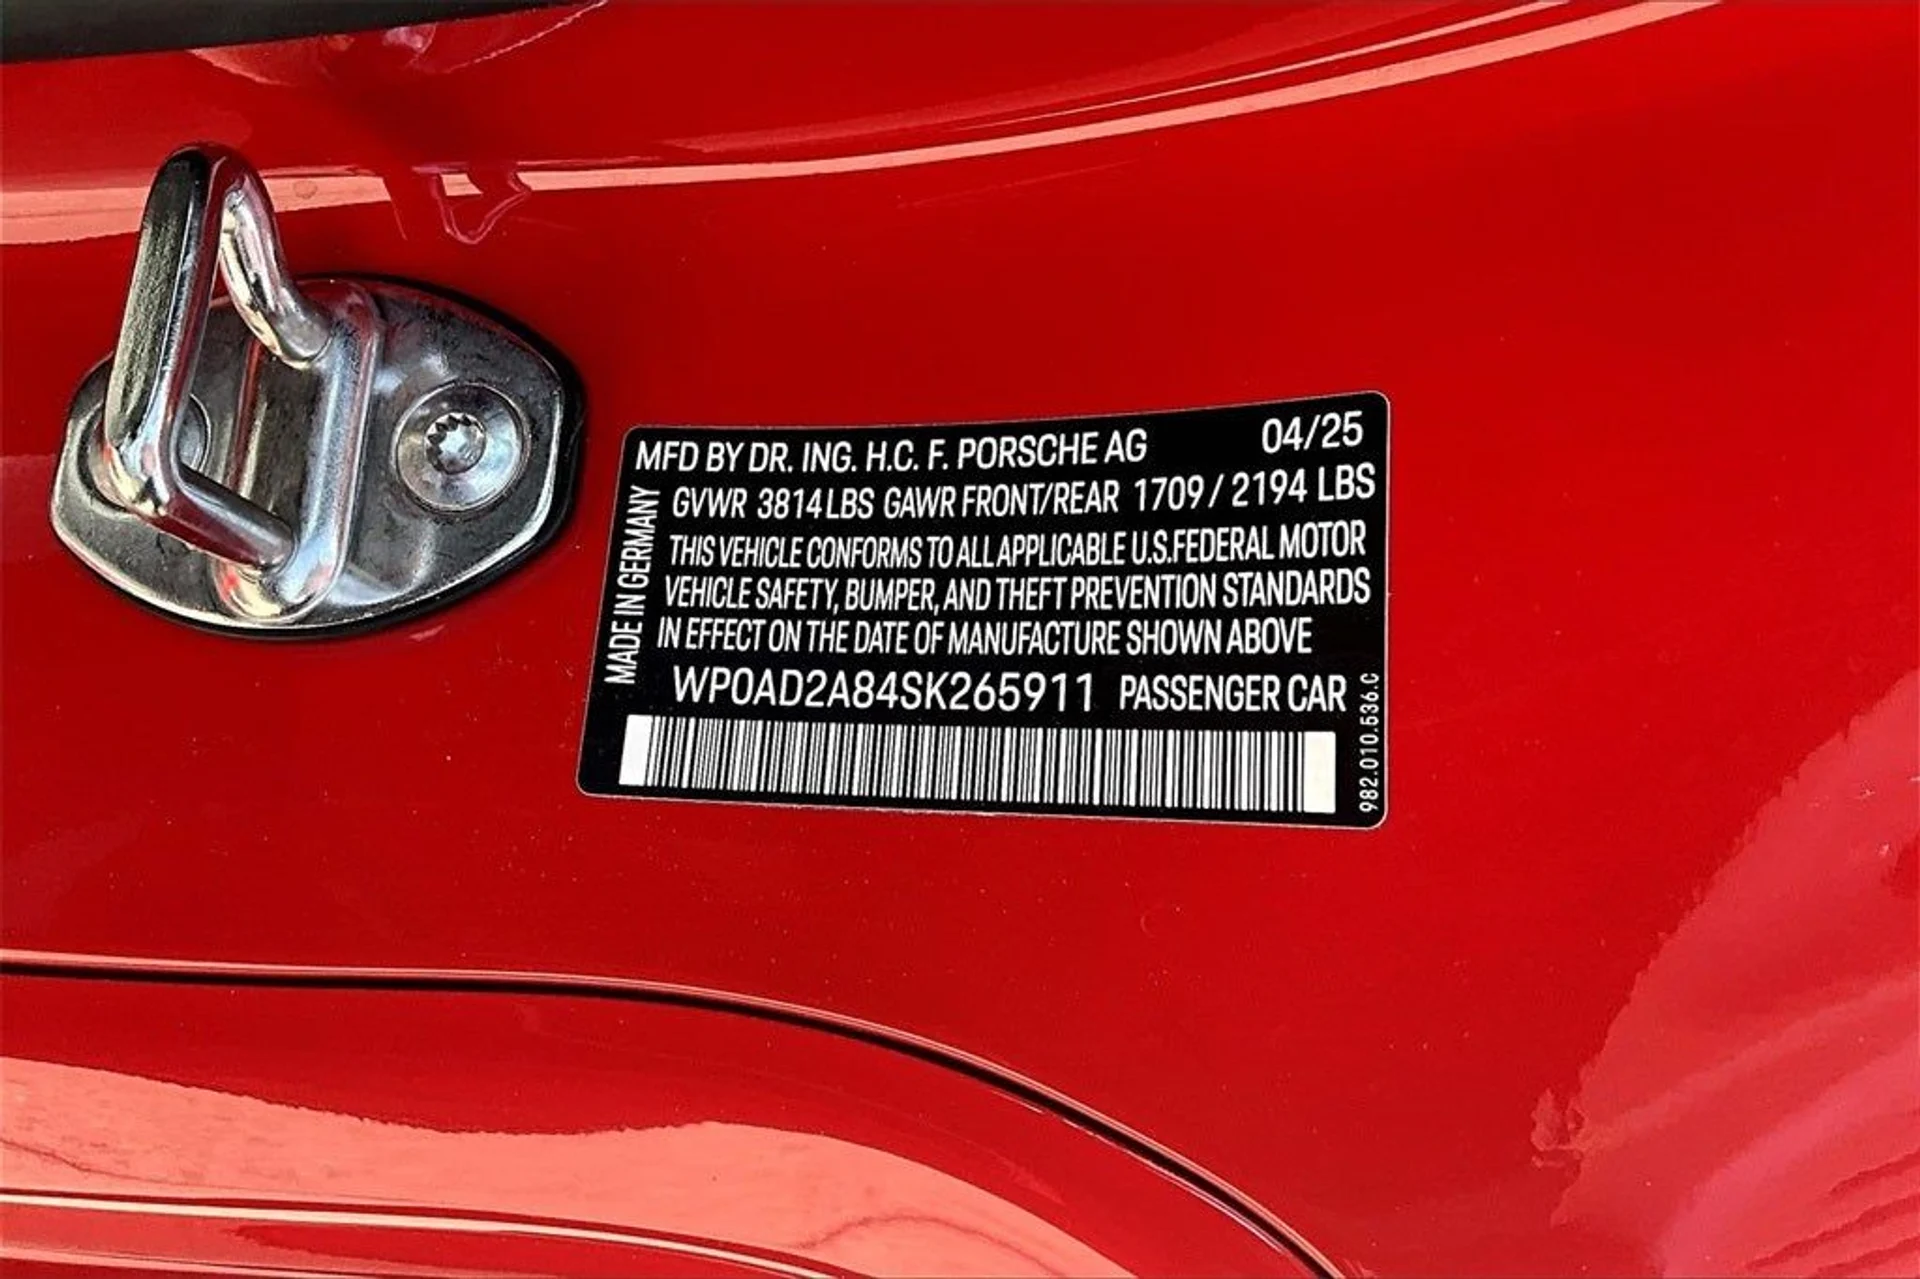 MFD BY DR. ING. H.C. F. PORSCHE AG 04/25
GVWR 3814 LBS GAWR FRONT/REAR 1709 / 2194 LBS
THIS VEHICLE CONFORMS TO ALL APPLICABLE U.S.FEDERAL MOTOR
VEHICLE SAFETY, BUMPER, AND THEFT PREVENTION STANDARDS
IN EFFECT ON THE DATE OF MANUFACTURE SHOWN ABOVE
WP0AD2A84SK265911 PASSENGER CAR
MADE IN GERMANY
982.010.536.C